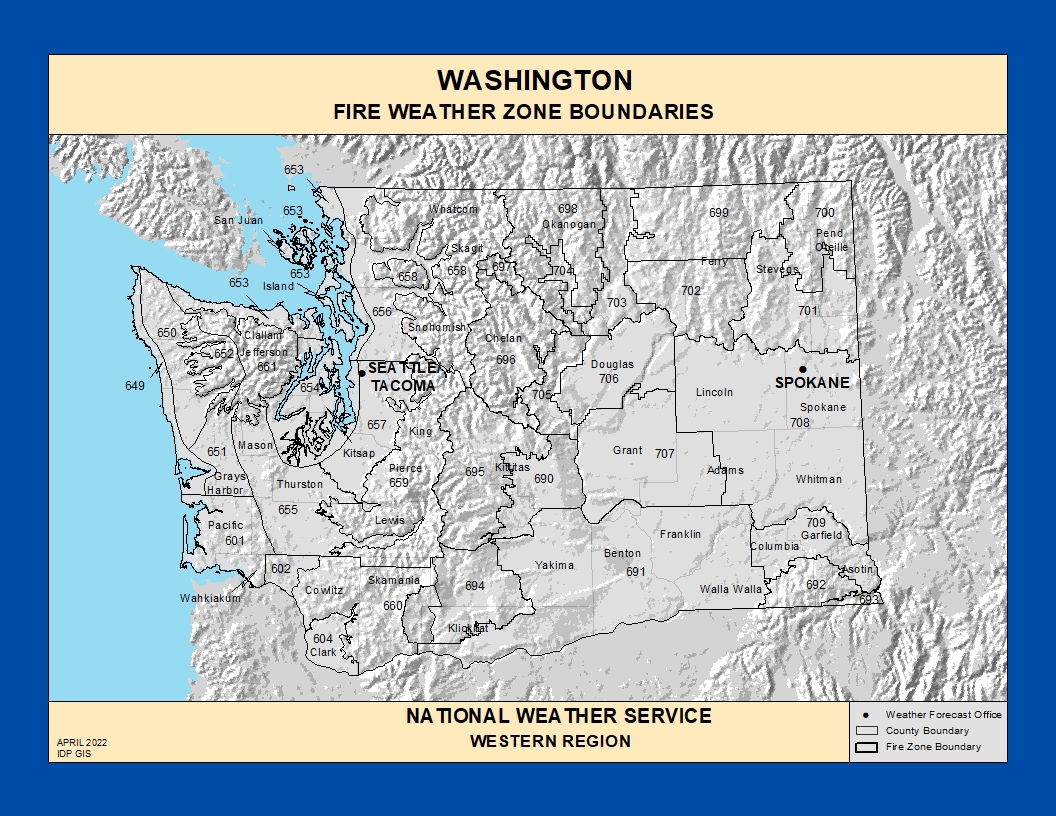 WASHINGTON
FIRE WEATHER ZONE BOUNDARIES
653
653
San Juan
653
653
Island
Whatcom
698
Okanogan
699
700
Pend
Oreille
Skagit
658
658
697
704
Ferry
Stevens
702
703
701
656
Snohomish
650
Clallam
652
Jefferson
661
Chelan
696
649
654
SEATTLE/
TACOMA
Douglas
706
705
Lincoln
SPOKANE
Spokane
708
657
King
Mason
651
Kitsap
Grays
Harbor
Thurston
Pierce
659
695
Kittitas
690
Grant
707
Adams
Whitman
655
Lewis
Pacific
601
709
Garfield
Columbia
Franklin
Benton
691
Yakima
602
Skamania
Cowlitz
660
Wahkiakum
694
Walla Walla
692
Asotin
693
604
Clark
Klickitat
NATIONAL WEATHER SERVICE
WESTERN REGION
APRIL 2022
IDP GIS
Weather Forecast Office
County Boundary
Fire Zone Boundary